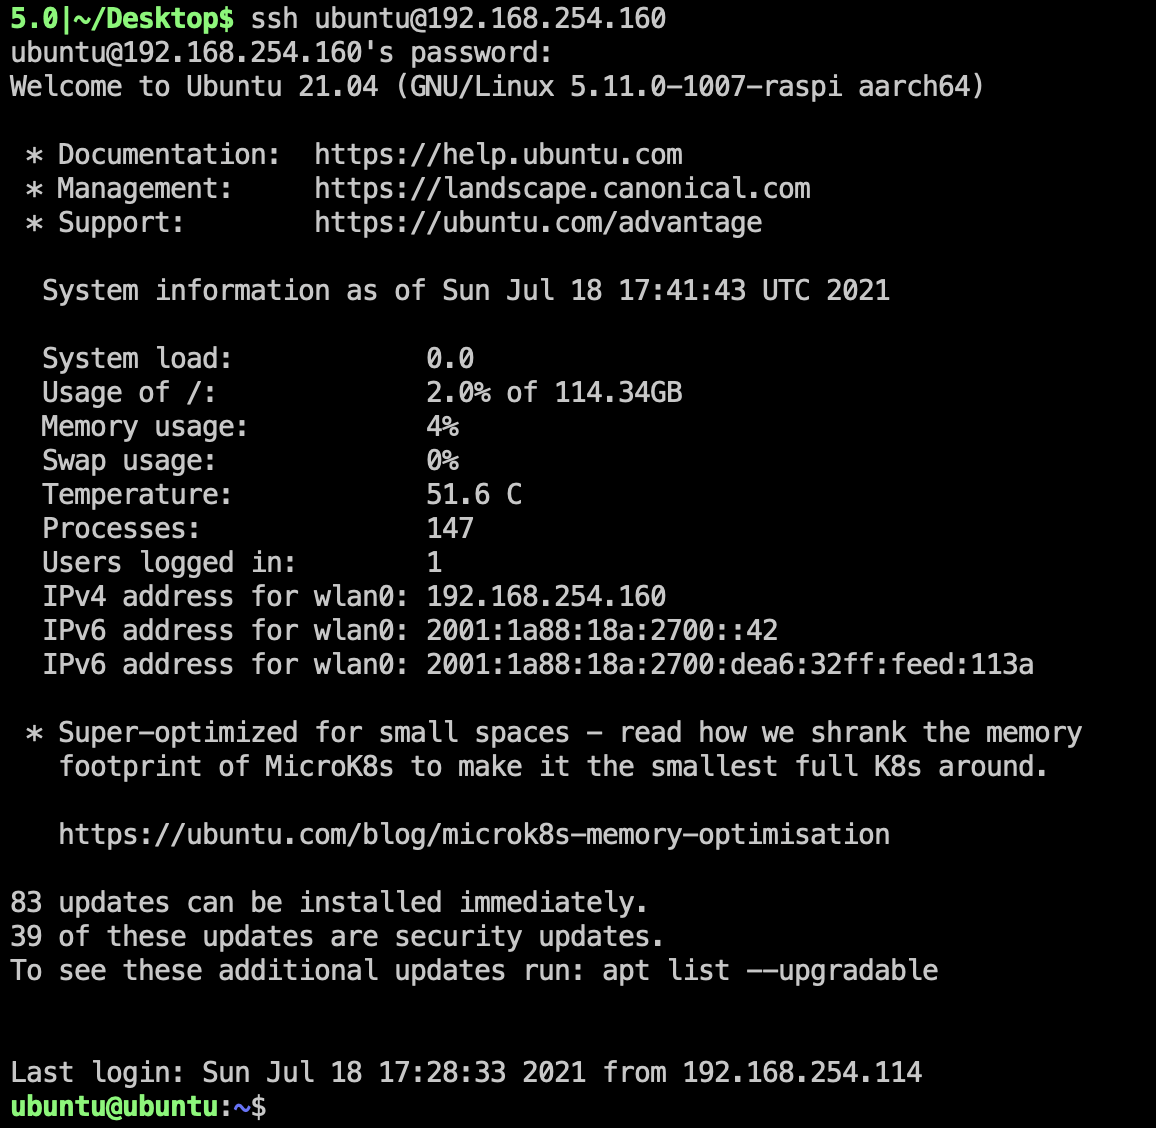 5.0|~/Desktop$ ssh ubuntu@192.168.254.160
ubuntu@192.168.254.160's password:
Welcome to Ubuntu 21.04 (GNU/Linux 5.11.0-1007-raspi aarch64)

 * Documentation:  https://help.ubuntu.com
 * Management:     https://landscape.canonical.com
 * Support:        https://ubuntu.com/advantage

  System information as of Sun Jul 18 17:41:43 UTC 2021

  System load:            0.0
  Usage of /:             2.0% of 114.34GB
  Memory usage:           4%
  Swap usage:             0%
  Temperature:            51.6 C
  Processes:              147
  Users logged in:        1
  IPv4 address for wlan0: 192.168.254.160
  IPv6 address for wlan0: 2001:1a88:18a:2700::42
  IPv6 address for wlan0: 2001:1a88:18a:2700:dea6:32ff:feed:113a

 * Super-optimized for small spaces - read how we shrank the memory
   footprint of MicroK8s to make it the smallest full K8s around.

   https://ubuntu.com/blog/microk8s-memory-optimisation

83 updates can be installed immediately.
39 of these updates are security updates.
To see these additional updates run: apt list --upgradable


Last login: Sun Jul 18 17:28:33 2021 from 192.168.254.114
ubuntu@ubuntu:~$